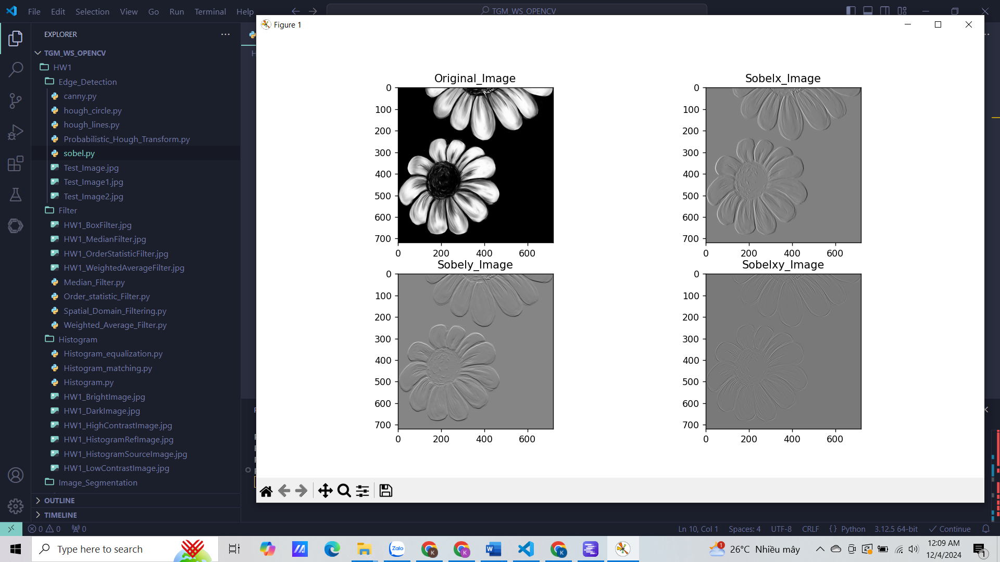 File Edit Selection View Go Run Terminal Help
TGM_WS_OPENCV
Figure 1
EXPLORER
TGM_WS_OPENCV
HW1
Edge_Detection
canny.py
hough_circle.py
hough_lines.py
Probabilistic_Hough_Transform.py
sobel.py
Test_Image.jpg
Test_Image1.jpg
Test_Image2.jpg
Filter
HW1_BoxFilter.jpg
HW1_MedianFilter.jpg
HW1_OrderStatisticFilter.jpg
HW1_WeightedAverageFilter.jpg
Median_Filter.py
Order_statistic_Filter.py
Spatial_Domain_Filtering.py
Weighted_Average_Filter.py
Histogram
Histogram_equalization.py
Histogram_matching.py
Histogram.py
HW1_BrightImage.jpg
HW1_DarkImage.jpg
HW1_HighContrastImage.jpg
HW1_HistogramRefImage.jpg
HW1_HistogramSourceImage.jpg
HW1_LowContrastImage.jpg
Image_Segmentation
OUTLINE
TIMELINE
Original_Image
0
100
200
300
400
500
600
700
0 200 400 600
Sobelx_Image
0
100
200
300
400
500
600
700
0 200 400 600
Sobely_Image
0
100
200
300
400
500
600
700
0 200 400 600
Sobelxy_Image
0
100
200
300
400
500
600
700
0 200 400 600
0 0 0
Ln 10, Col 1 Spaces: 4 UTF-8 CRLF {} Python 3.12.5 64-bit Continue
Type here to search
Zalo
K
K
K
1
26°C Nhiều mây
12:09 AM
12/4/2024
1